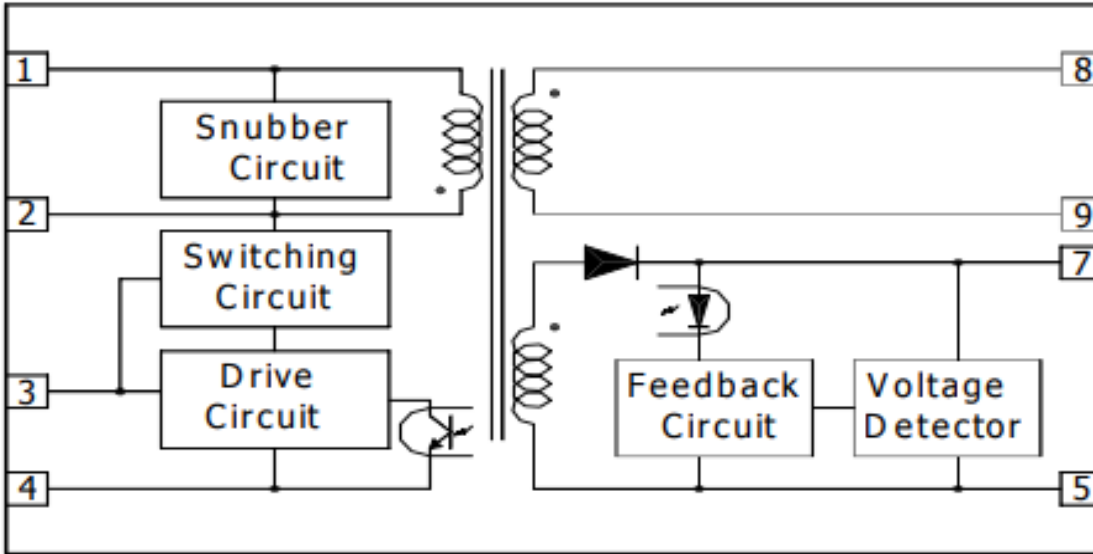 1
8
Snubber
Circuit
2
9
Switching
Circuit
7
3
Drive
Circuit
Feedback
Circuit
Voltage
Detector
4
5